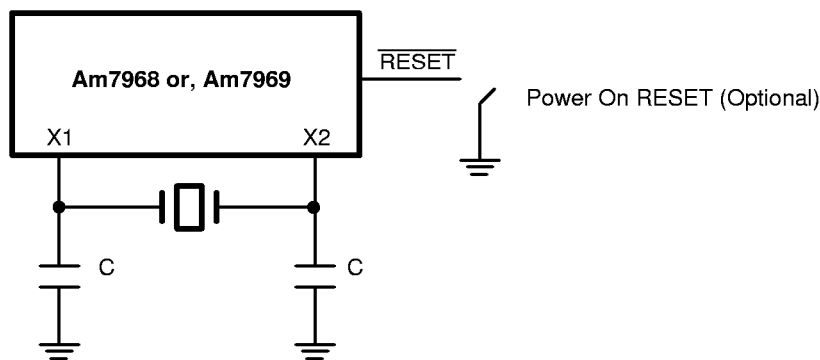 RESET
Am7968 or, Am7969
Power On RESET (Optional)
X1
X2
C
C